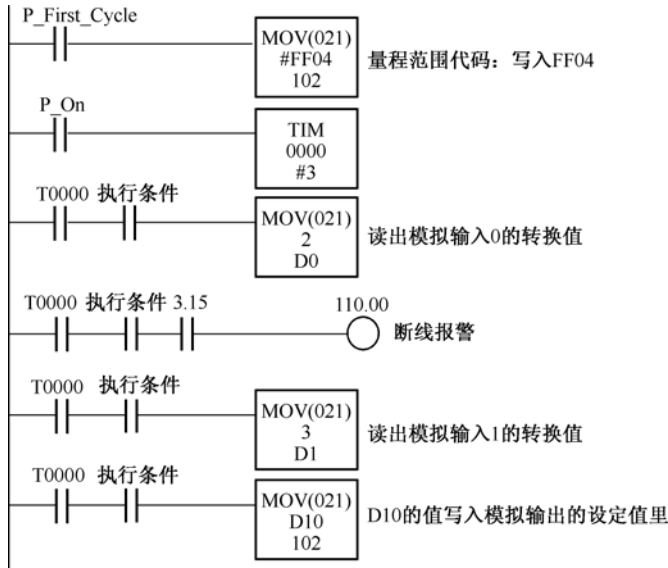 P_First_Cycle
MOV(021)
#FF04
102
量程范围代码：写入FF04
P_On
TIM
0000
#3
T0000 执行条件
MOV(021)
2
D0
读出模拟输入0的转换值
T0000 执行条件 3.15
110.00
断线报警
T0000 执行条件
MOV(021)
3
D1
读出模拟输入1的转换值
T0000 执行条件
MOV(021)
D10
102
D10的值写入模拟输出的设定值里